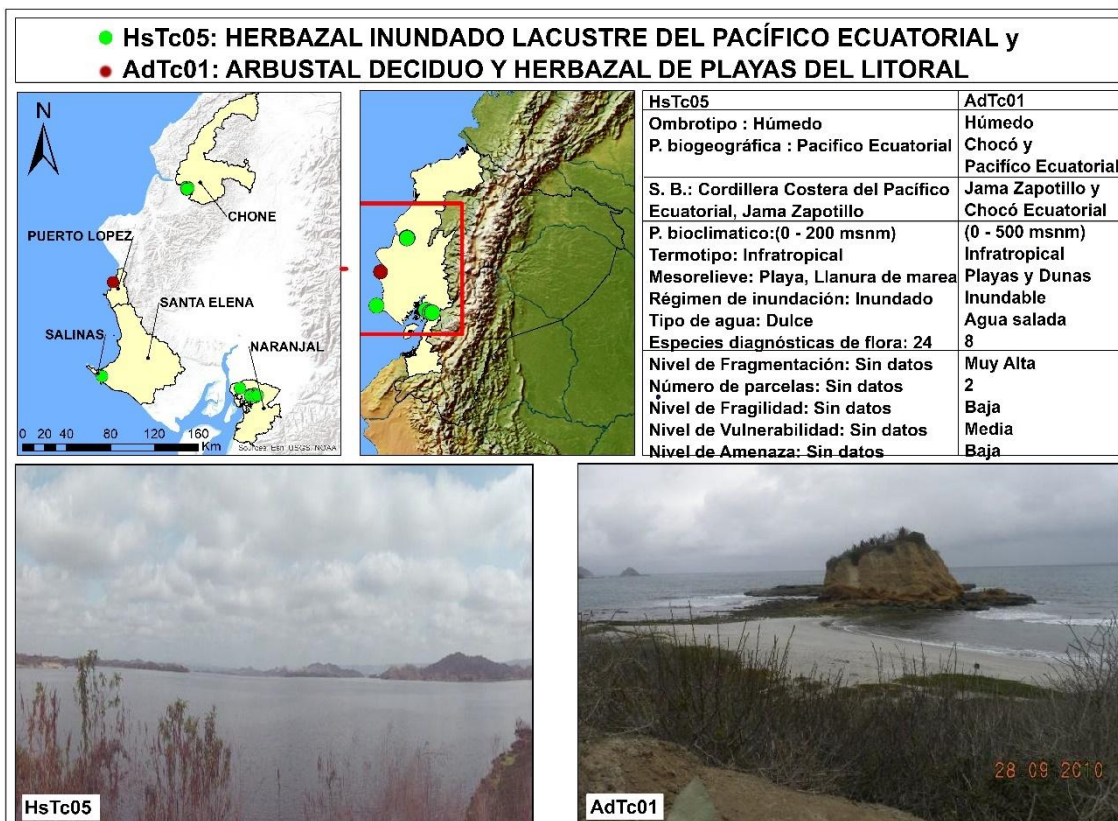 HsTc05: HERBAZAL INUNDADO LACUSTRE DEL PACÍFICO ECUATORIAL y
AdTc01: ARBUSTAL DECIDUO Y HERBAZAL DE PLAYAS DEL LITORAL
N
CHONE
PUERTO LOPEZ
SANTA ELENA
SALINAS
NARANJAL
0 20 40 80 120 160
Km
Sources: Esri, USGS, NOAA
HsTc05 AdTc01
Ombrotipo : Húmedo Húmedo
P. biogeográfica : Pacifico Ecuatorial Chocó y
Pacifíco Ecuatorial
S. B.: Cordillera Costera del Pacífico Jama Zapotillo y
Ecuatorial, Jama Zapotillo Chocó Ecuatorial
P. bioclimatico:(0 - 200 msnm) (0 - 500 msnm)
Termotipo: Infratropical Infratropical
Mesorelieve: Playa, Llanura de marea Playas y Dunas
Régimen de inundación: Inundado Inundable
Tipo de agua: Dulce Agua salada
Especies diagnósticas de flora: 24 8
Nivel de Fragmentación: Sin datos Muy Alta
Número de parcelas: Sin datos 2
Nivel de Fragilidad: Sin datos Baja
Nivel de Vulnerabilidad: Sin datos Media
Nivel de Amenaza: Sin datos Baja
HsTc05
28 09 2010
AdTc01